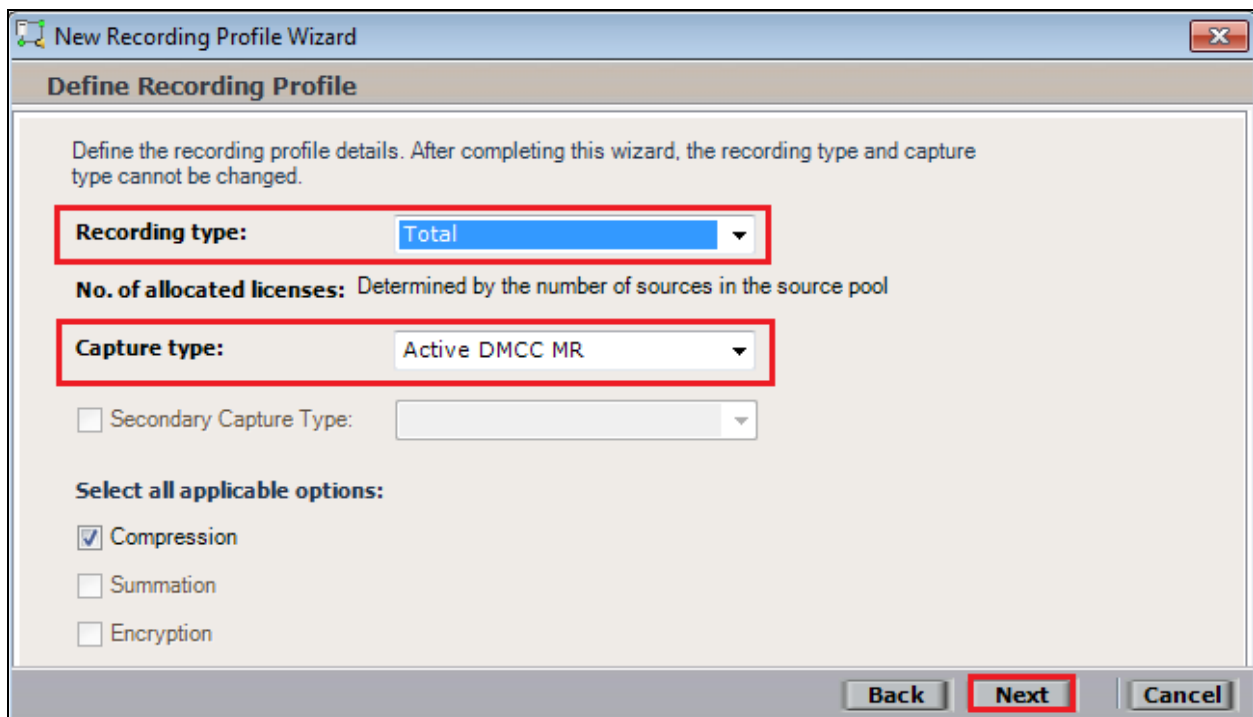 New Recording Profile Wizard
Define Recording Profile
Define the recording profile details. After completing this wizard, the recording type and capture
type cannot be changed.
Recording type: Total
No. of allocated licenses: Determined by the number of sources in the source pool
Capture type: Active DMCC MR
Secondary Capture Type:
Select all applicable options:
Compression
Summation
Encryption
Back Next Cancel